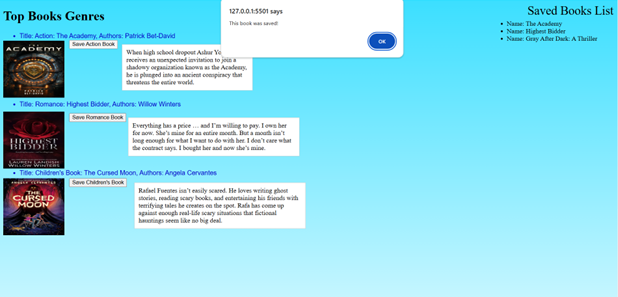 127.0.0.1:5501 says
This book was saved!
OK
Top Books Genres
Title: Action: The Academy, Authors: Patrick Bet-David
ACADEMY
Save Action Book
When high school dropout Asher Yo
receives an unexpected invitation to join a
shadowy organization known as the Academy,
he is plunged into an ancient conspiracy that
threatens the entire world.
Title: Romance: Highest Bidder, Authors: Willow Winters
HIGHEST
BIDDER
LAUREN LANDISH
WILLOW WINTERS
Save Romance Book
Everything has a price … and I’m willing to pay. I own her
for now. She’s mine for an entire month. But a month isn’t
long enough for what I want to do with her. I don’t care what
the contract says. I bought her and now she’s mine.
Title: Children's Book: The Cursed Moon, Authors: Angela Cervantes
ANGELA CERVANTES
THE
CURSED
MOON
Save Children's Book
Rafael Fuentes isn’t easily scared. He loves writing ghost
stories, reading scary books, and entertaining his friends with
terrifying tales he creates on the spot. Rafa has come up
against enough real-life scary situations that fictional
hauntings seem like no big deal.
Saved Books List
Name: The Academy
Name: Highest Bidder
Name: Gray After Dark: A Thriller